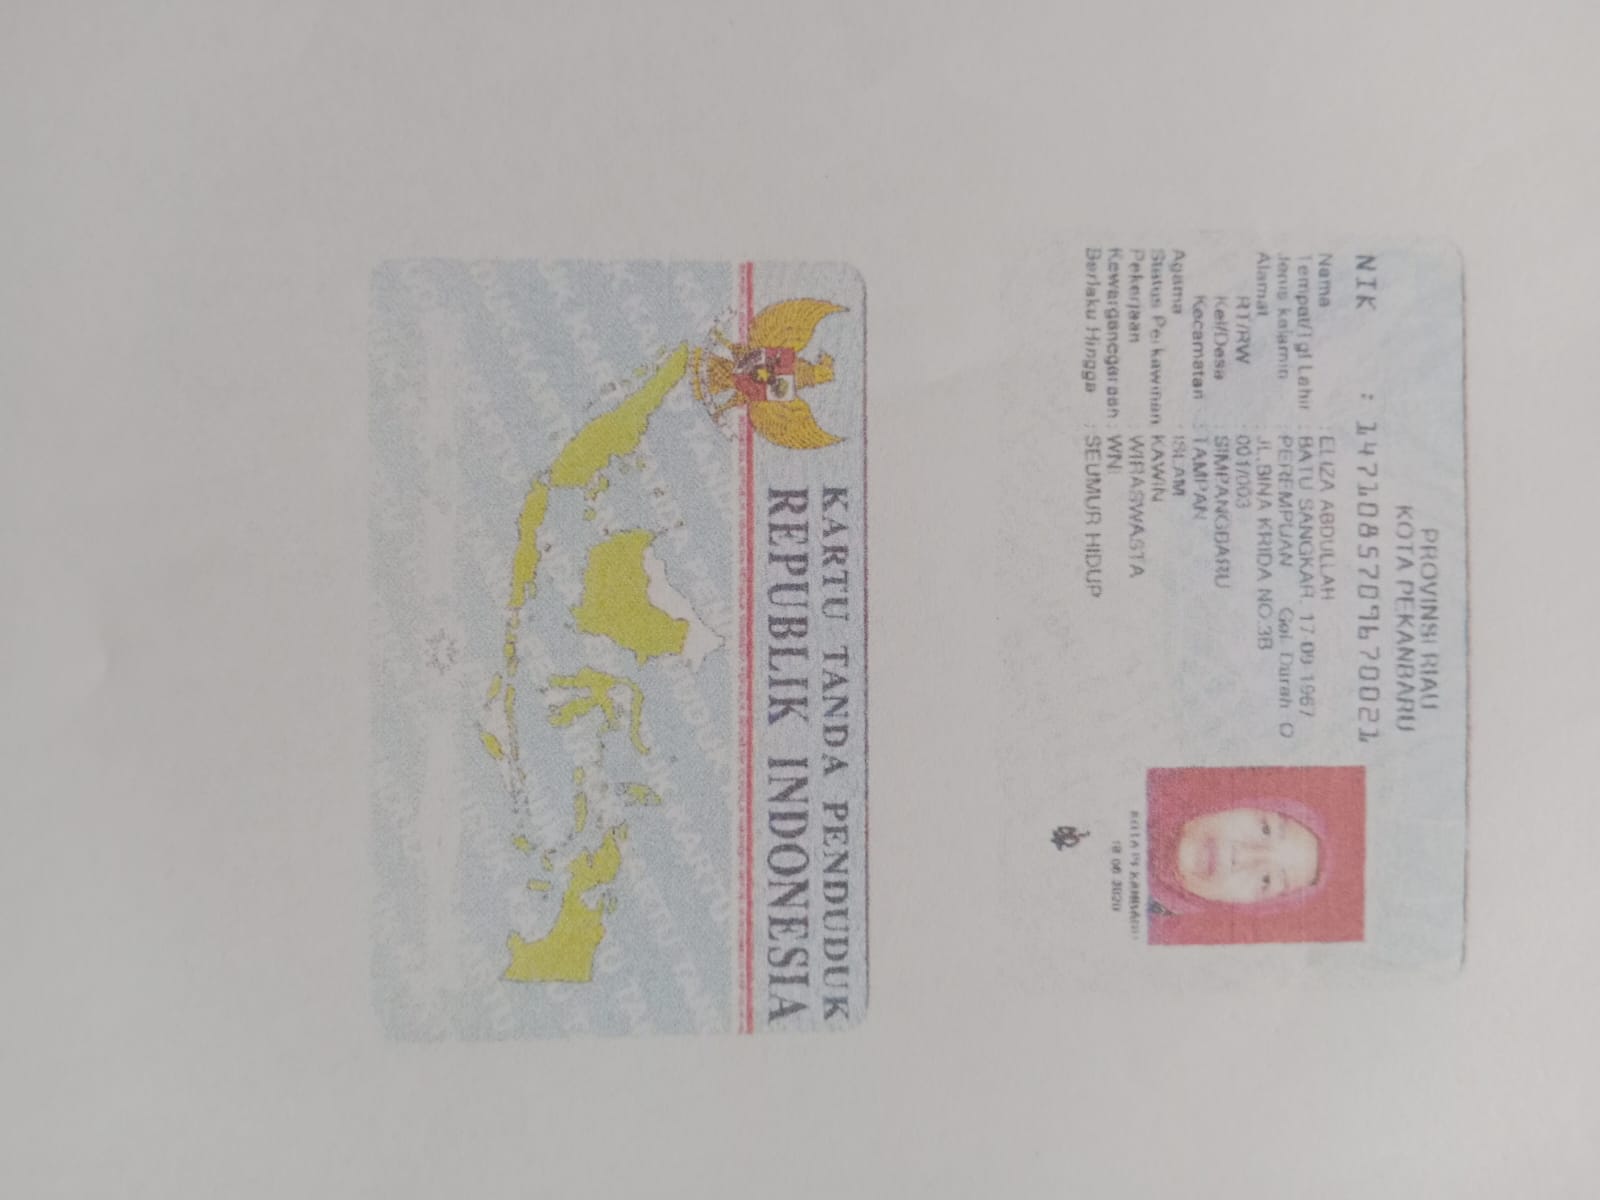 PROVINSI RIAU
KOTA PEKANBARU
NIK : 1471085709670021
Nama : ELIZA ABDULLAH
Tempat/Tgl Lahir : BATU SANGKAR, 17-09-1967
Jenis kelamin : PEREMPUAN Gol. Darah O
Alamat : JL.BINA KRIDA NO.3B
RT/RW : 001/003
Kel/Desa : SIMPANGBARU
Kecamatan : TAMPAN
Agama : ISLAM
Status Perkawinan : KAWIN
Pekerjaan : WIRASWASTA
Kewarganegaraan : WNI
Berlaku Hingga : SEUMUR HIDUP
KOTA PEKANBARU
KARTU TANDA PENDUDUK
REPUBLIK INDONESIA